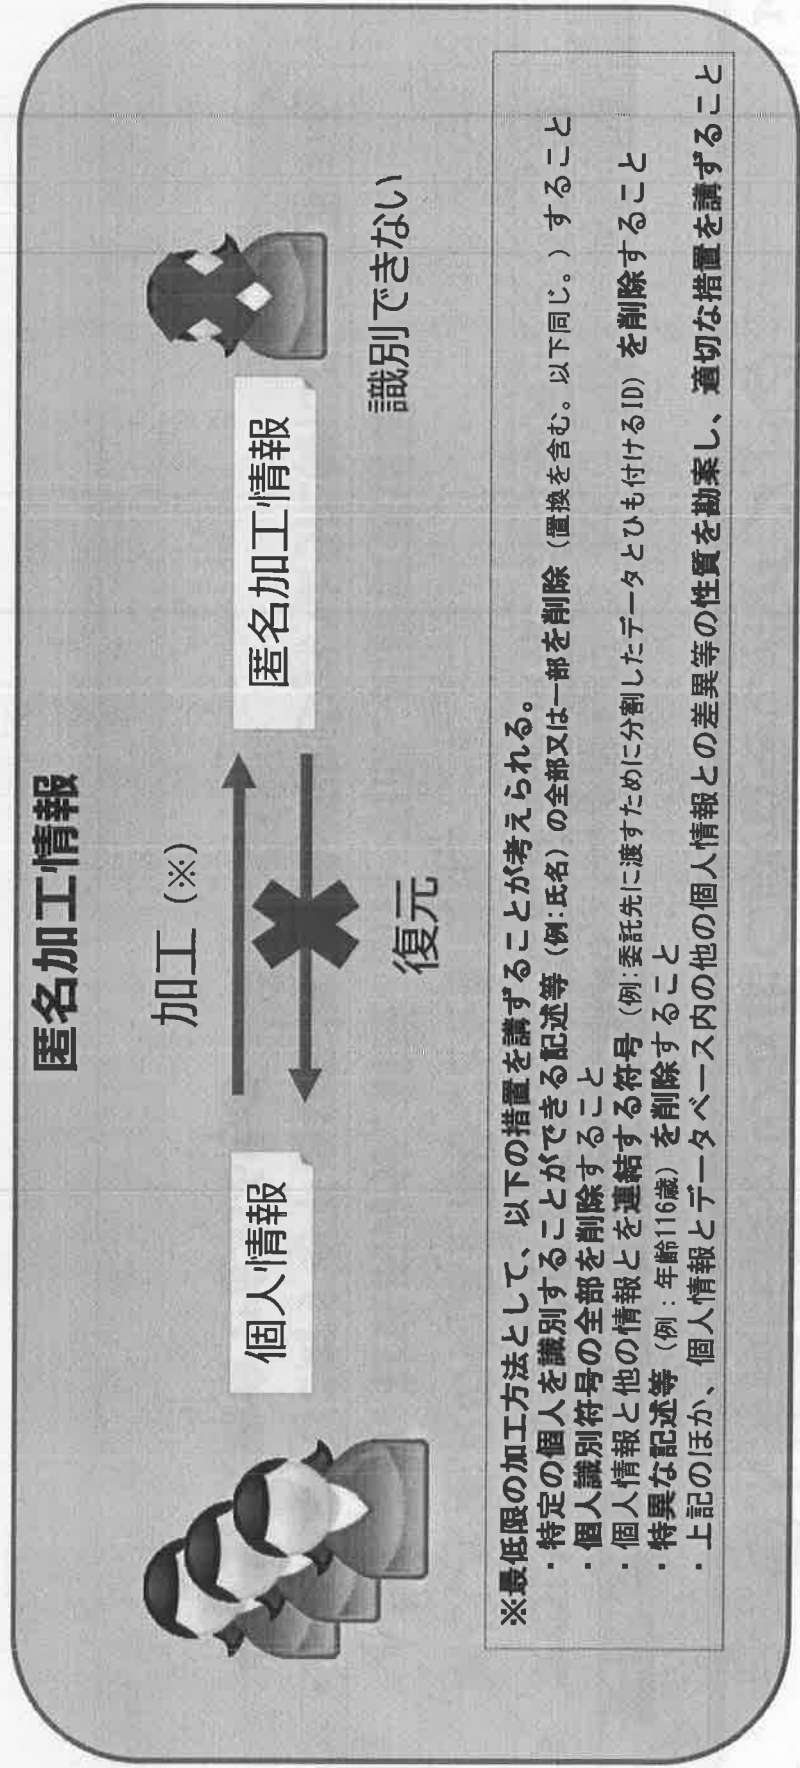 匿名加工情報
加工（※）
個人情報
匿名加工情報
復元
識別できない
※最低限の加工方法として、以下の措置を講ずることが考えられる。
・特定の個人を識別することができる記述等（例：氏名）の全部又は一部を削除（置換を含む。以下同じ。）すること
・個人識別符号の全部を削除すること
・個人情報と他の情報とを連結する符号（例：委託先に渡すために分割したデータとひも付けるID）を削除すること
・特異な記述等（例：年齢116歳）を削除すること
・上記のほか、個人情報とデータベース内の他の個人情報との差異等の性質を勘案し、適切な措置を講ずること